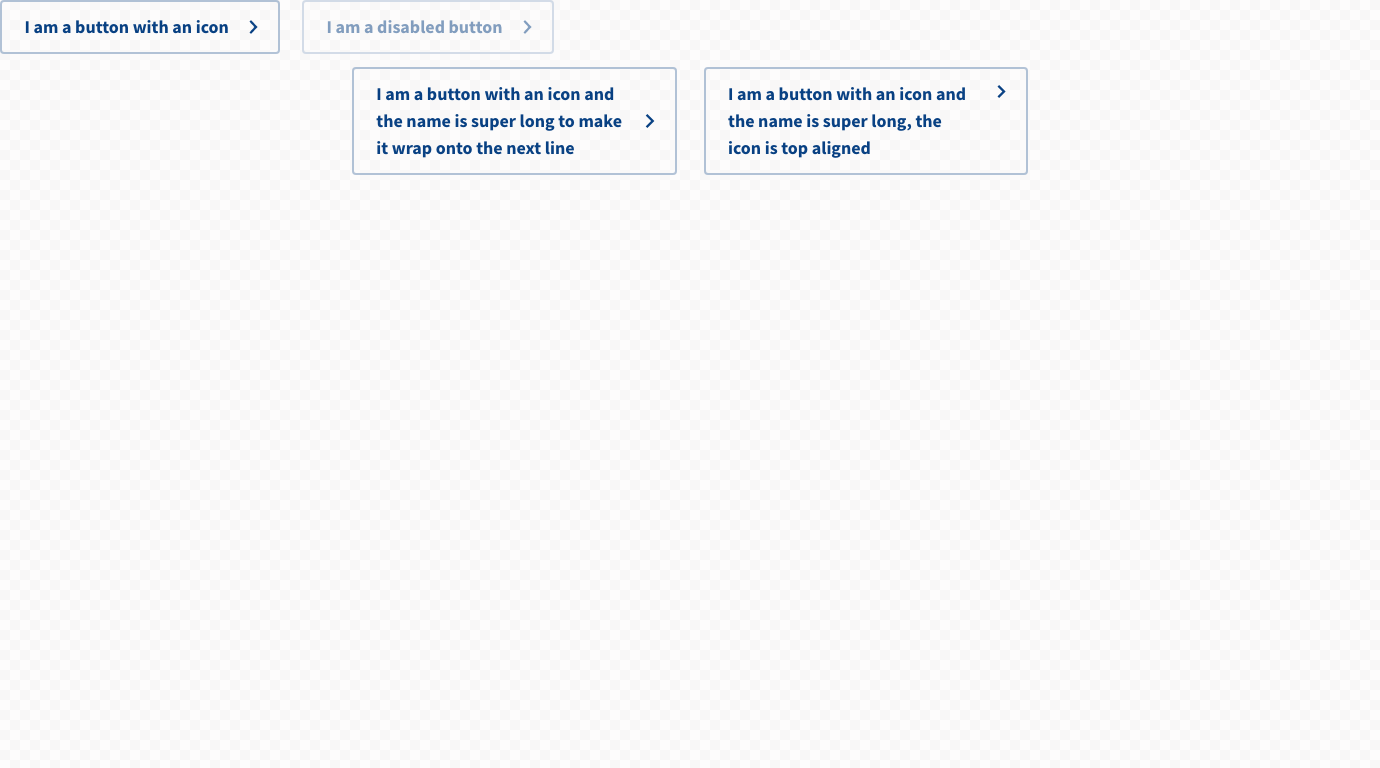 I am a button with an icon
I am a disabled button
I am a button with an icon and
the name is super long to make
it wrap onto the next line
I am a button with an icon and
the name is super long, the
icon is top aligned